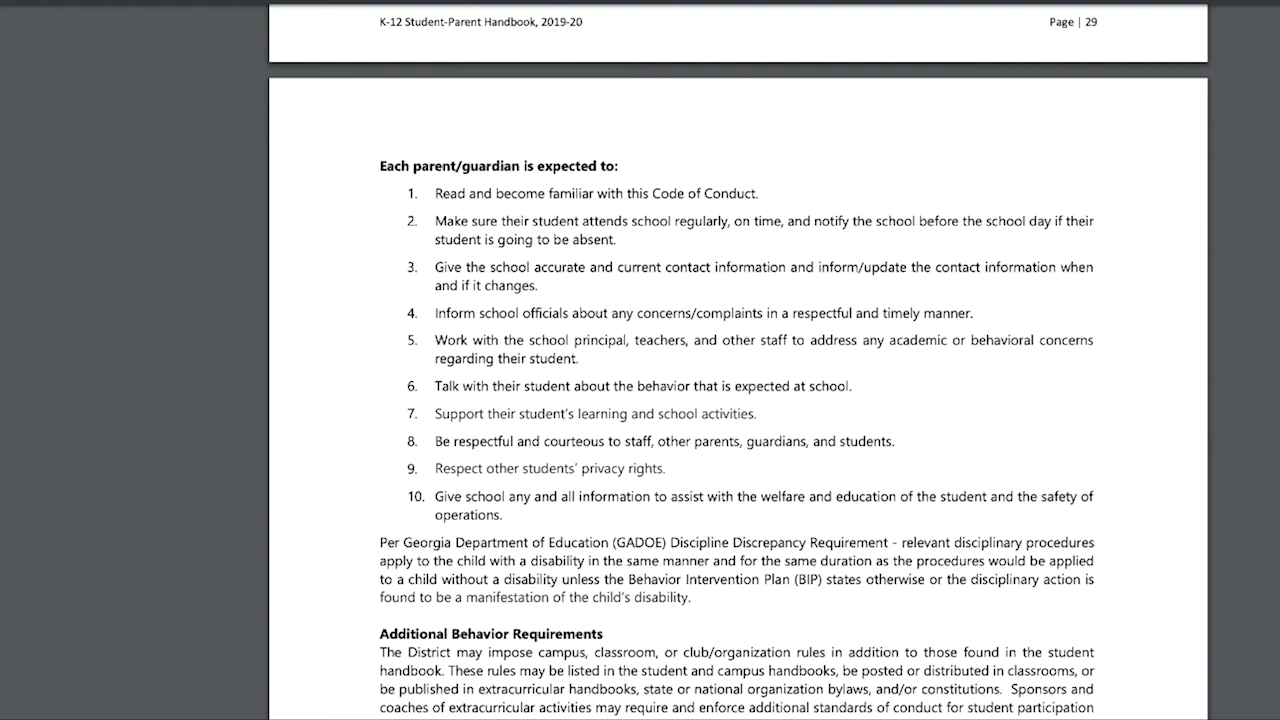 K-12 Student-Parent Handbook, 2019-20 Page | 29
Each parent/guardian is expected to:
1. Read and become familiar with this Code of Conduct.
2. Make sure their student attends school regularly, on time, and notify the school before the school day if their
student is going to be absent.
3. Give the school accurate and current contact information and inform/update the contact information when
and if it changes.
4. Inform school officials about any concerns/complaints in a respectful and timely manner.
5. Work with the school principal, teachers, and other staff to address any academic or behavioral concerns
regarding their student.
6. Talk with their student about the behavior that is expected at school.
7. Support their student's learning and school activities.
8. Be respectful and courteous to staff, other parents, guardians, and students.
9. Respect other students' privacy rights.
10. Give school any and all information to assist with the welfare and education of the student and the safety of
operations.
Per Georgia Department of Education (GADOE) Discipline Discrepancy Requirement - relevant disciplinary procedures
apply to the child with a disability in the same manner and for the same duration as the procedures would be applied
to a child without a disability unless the Behavior Intervention Plan (BIP) states otherwise or the disciplinary action is
found to be a manifestation of the child's disability.
Additional Behavior Requirements
The District may impose campus, classroom, or club/organization rules in addition to those found in the student
handbook. These rules may be listed in the student and campus handbooks, be posted or distributed in classrooms, or
be published in extracurricular handbooks, state or national organization bylaws, and/or constitutions. Sponsors and
coaches of extracurricular activities may require and enforce additional standards of conduct for student participation